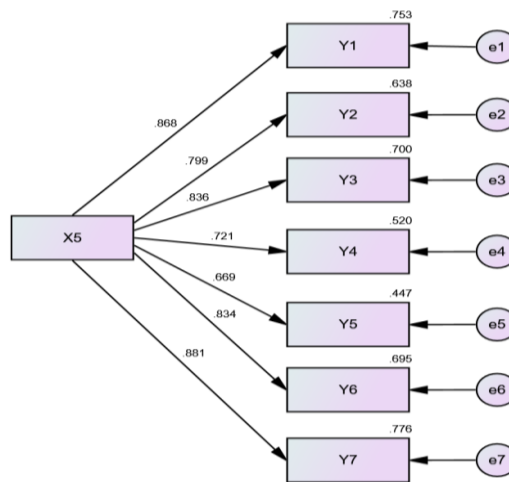 .753
Y1
e1
.868
.638
Y2
e2
.799
.700
Y3
e3
.836
X5
.721
.520
Y4
e4
.669
.447
Y5
e5
.834
.695
Y6
e6
.881
.776
Y7
e7